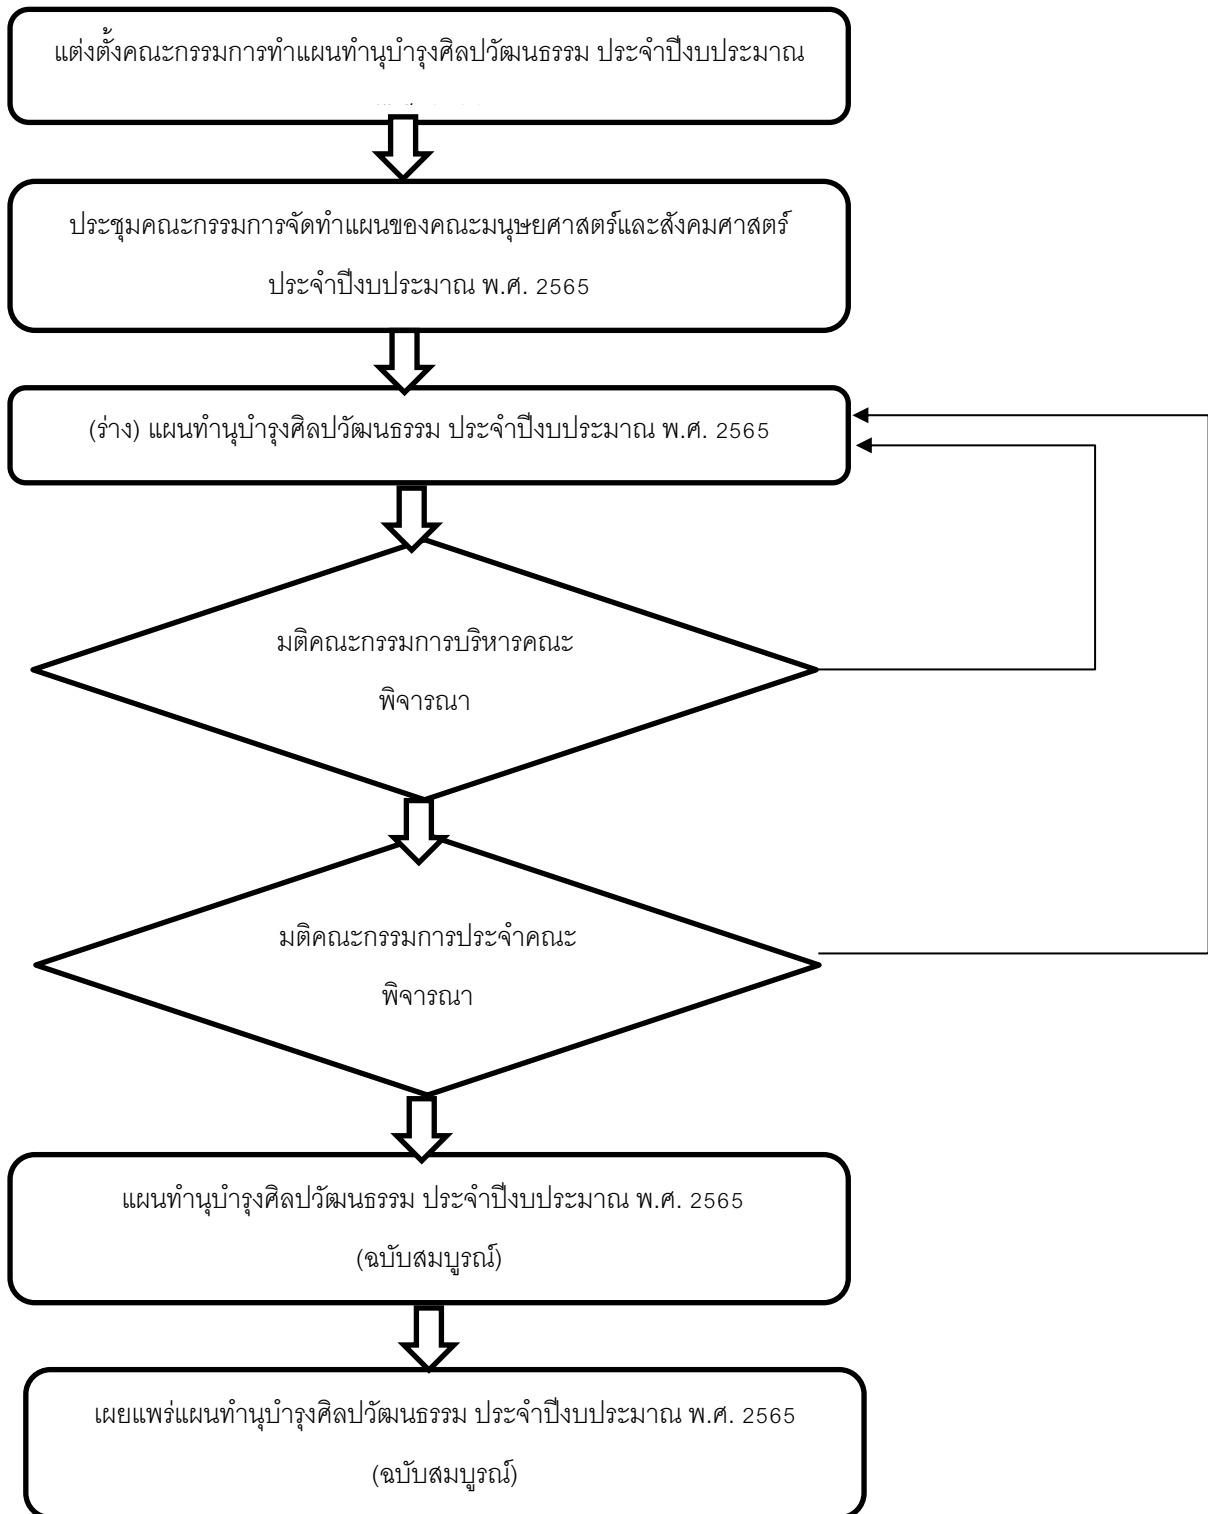 แต่งตั้งคณะกรรมการทำแผนทำนุบำรุงศิลปวัฒนธรรม ประจำปีงบประมาณ
ประชุมคณะกรรมการจัดทำแผนของคณะมนุษยศาสตร์และสังคมศาสตร์
ประจำปีงบประมาณ พ.ศ. 2565
(ร่าง) แผนทำนุบำรุงศิลปวัฒนธรรม ประจำปีงบประมาณ พ.ศ. 2565
มติคณะกรรมการบริหารคณะ
พิจารณา
มติคณะกรรมการประจำคณะ
พิจารณา
แผนทำนุบำรุงศิลปวัฒนธรรม ประจำปีงบประมาณ พ.ศ. 2565
(ฉบับสมบูรณ์)
เผยแพร่แผนทำนุบำรุงศิลปวัฒนธรรม ประจำปีงบประมาณ พ.ศ. 2565
(ฉบับสมบูรณ์)